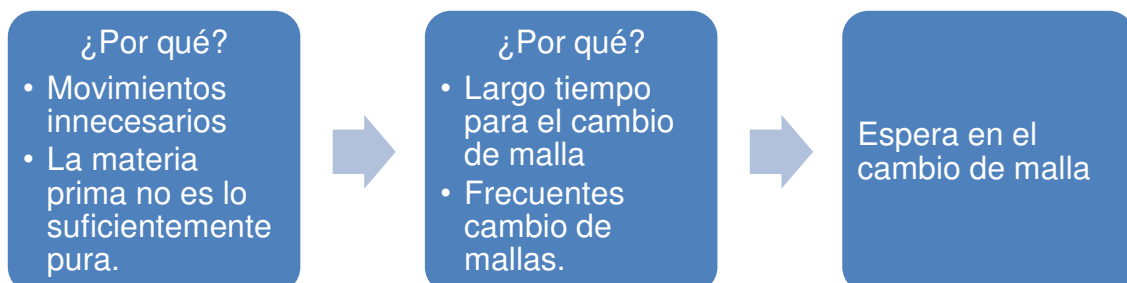 ¿Por qué?
• Movimientos
innecesarios
• La materia
prima no es lo
suficientemente
pura.
¿Por qué?
• Largo tiempo
para el cambio
de malla
• Frecuentes
cambio de
mallas.
Espera en el
cambio de malla